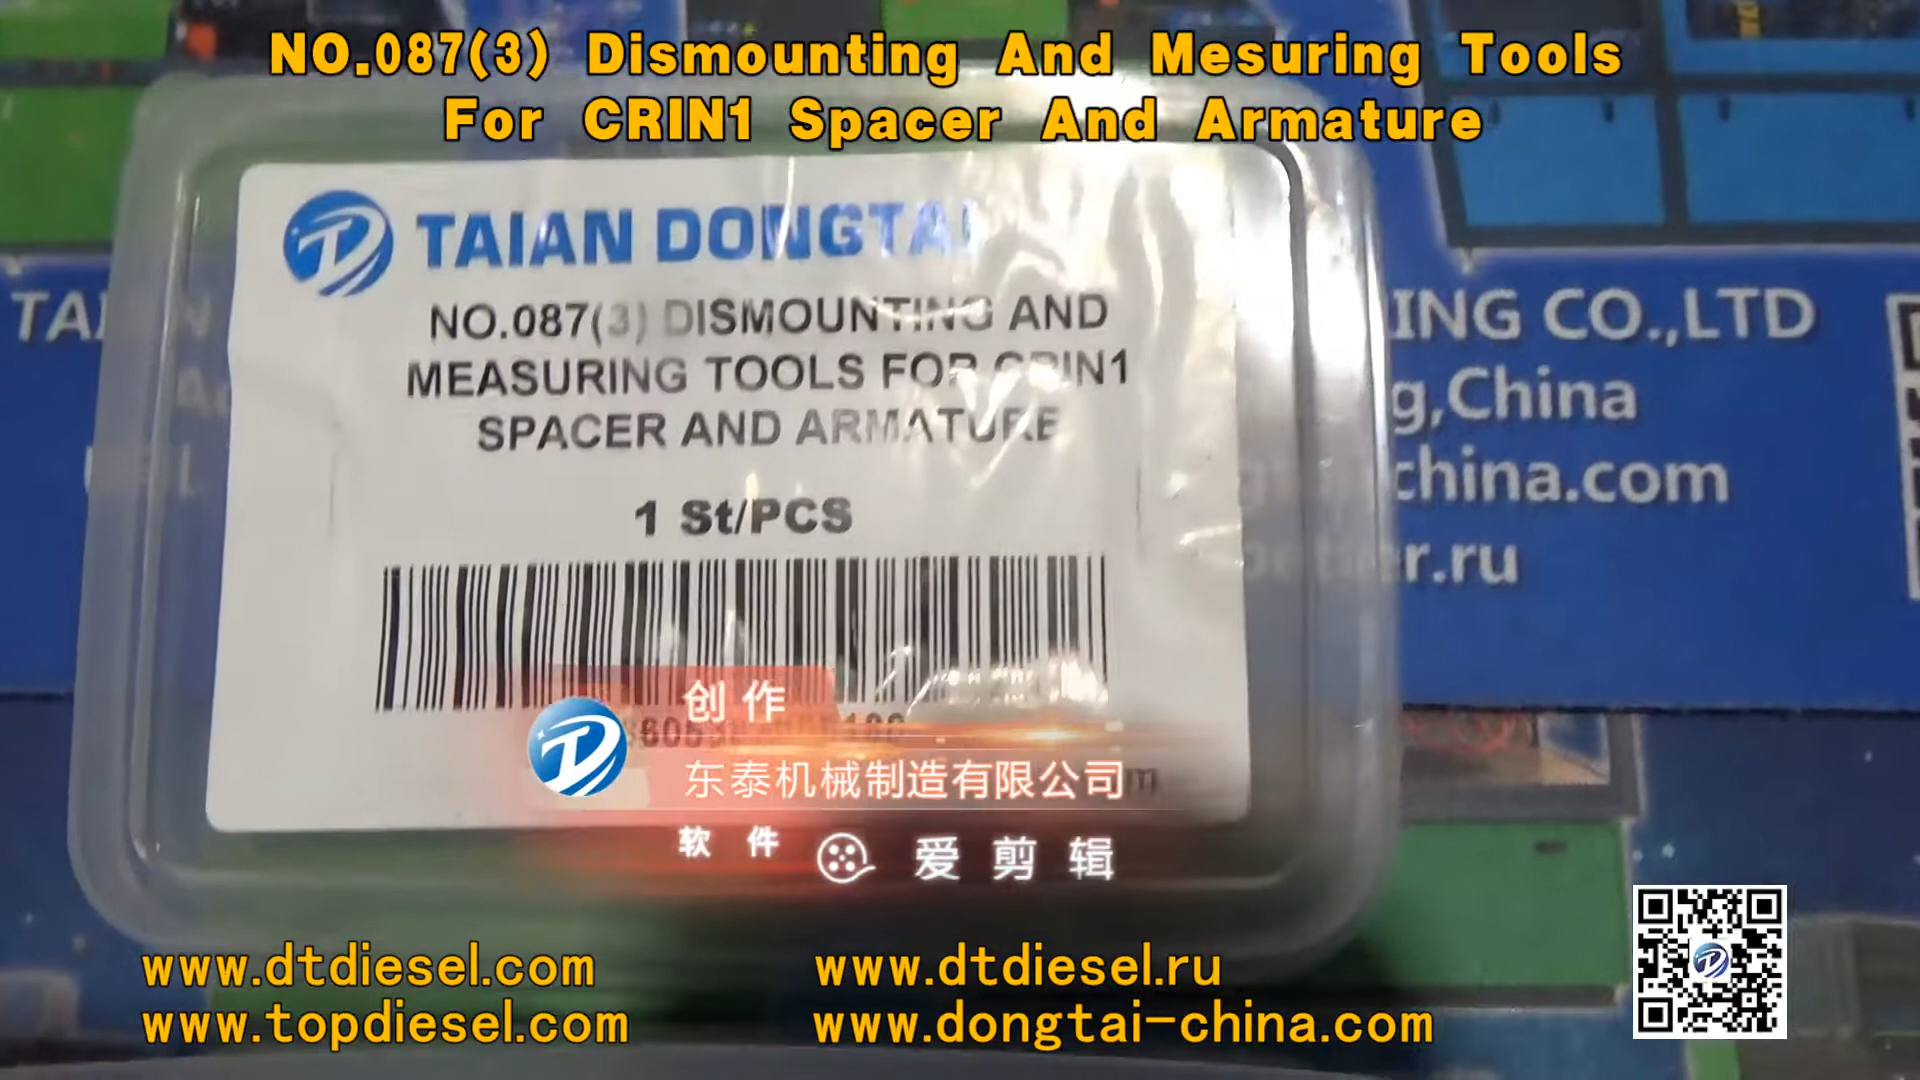 NO.087(3) Dismounting And Mesuring Tools
For CRIN1 Spacer And Armature
TAIAN DONGTAI
NO.087(3) DISMOUNTING AND
MEASURING TOOLS FOR CRIN1
SPACER AND ARMATURE
1 St/PCS
ING CO.,LTD
g,China
china.com
r.ru
创作
东泰机械制造有限公司
软件 爱剪辑
www.dtdiesel.com www.dtdiesel.ru
www.topdiesel.com www.dongtai-china.com